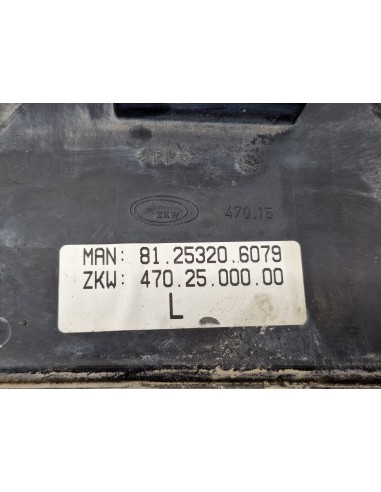 ZKW 470.15
MAN: 81.25320.6079
ZKW: 470.25.000.00
L